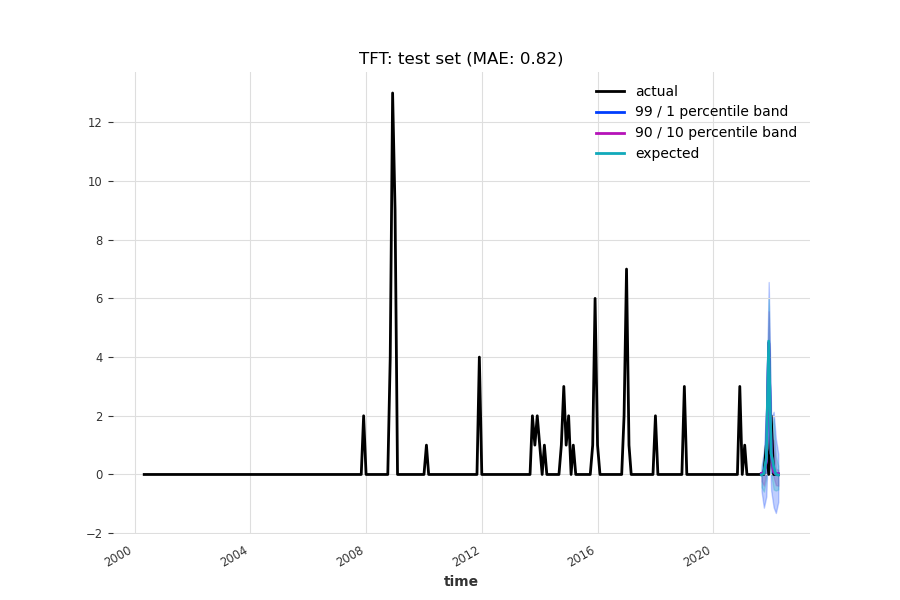 TFT: test set (MAE: 0.82)
actual
99 / 1 percentile band
90 / 10 percentile band
expected
12
10
8
6
4
2
0
−2
2000
2004
2008
2012
2016
2020
time